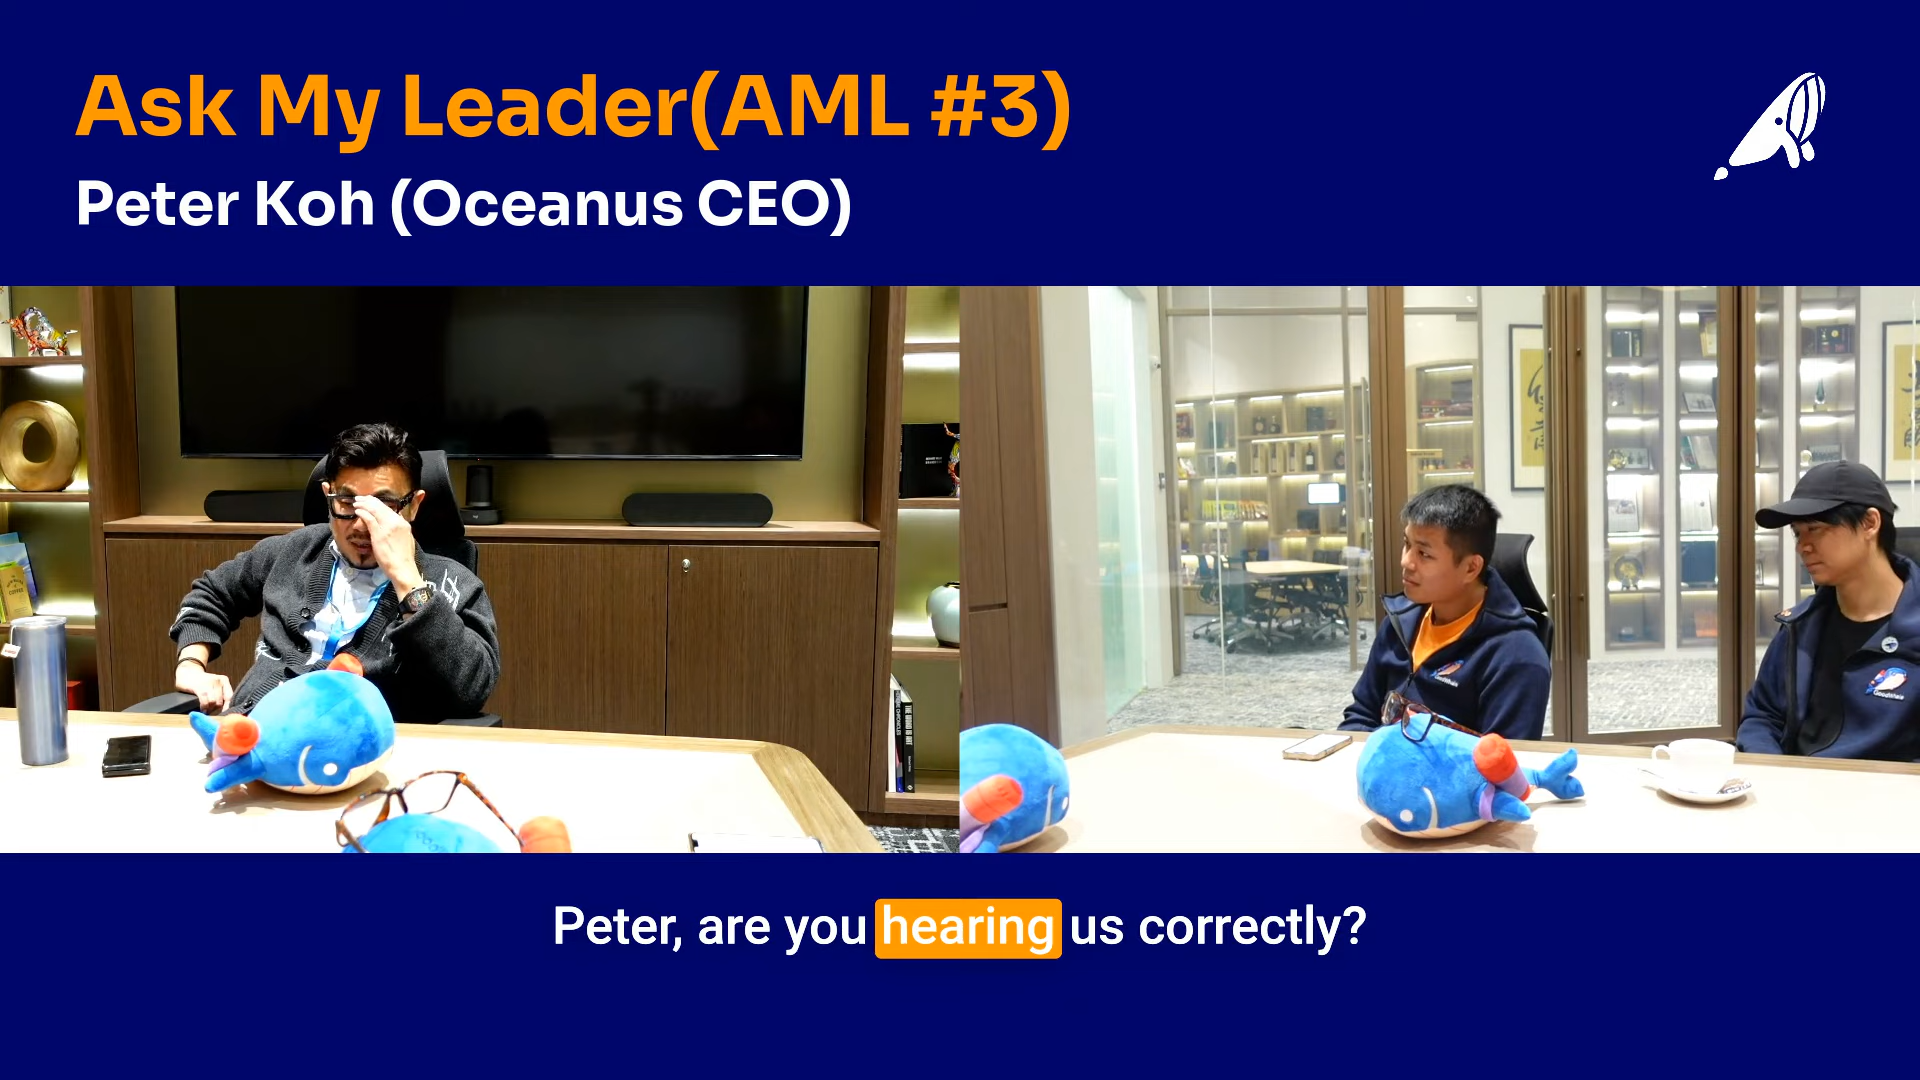 Ask My Leader(AML #3)
Peter Koh (Oceanus CEO)
Peter, are you hearing us correctly?